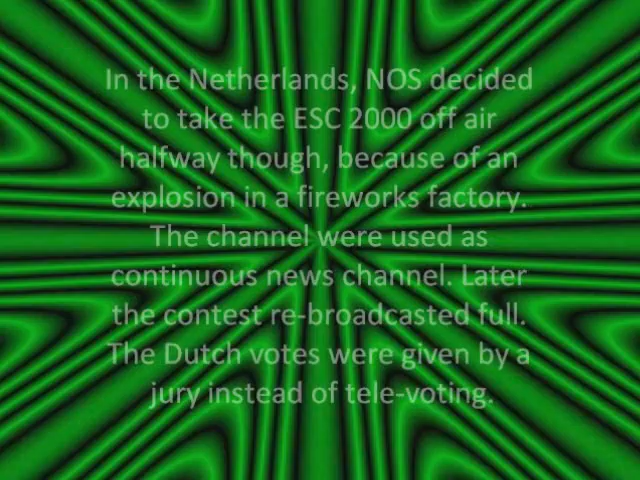 In the Netherlands, NOS decided
to take the ESC 2000 off air
halfway though, because of an
explosion in a fireworks factory.
The channel were used as
continuous news channel. Later
the contest re-broadcasted full.
The Dutch votes were given by a
jury instead of tele-voting.